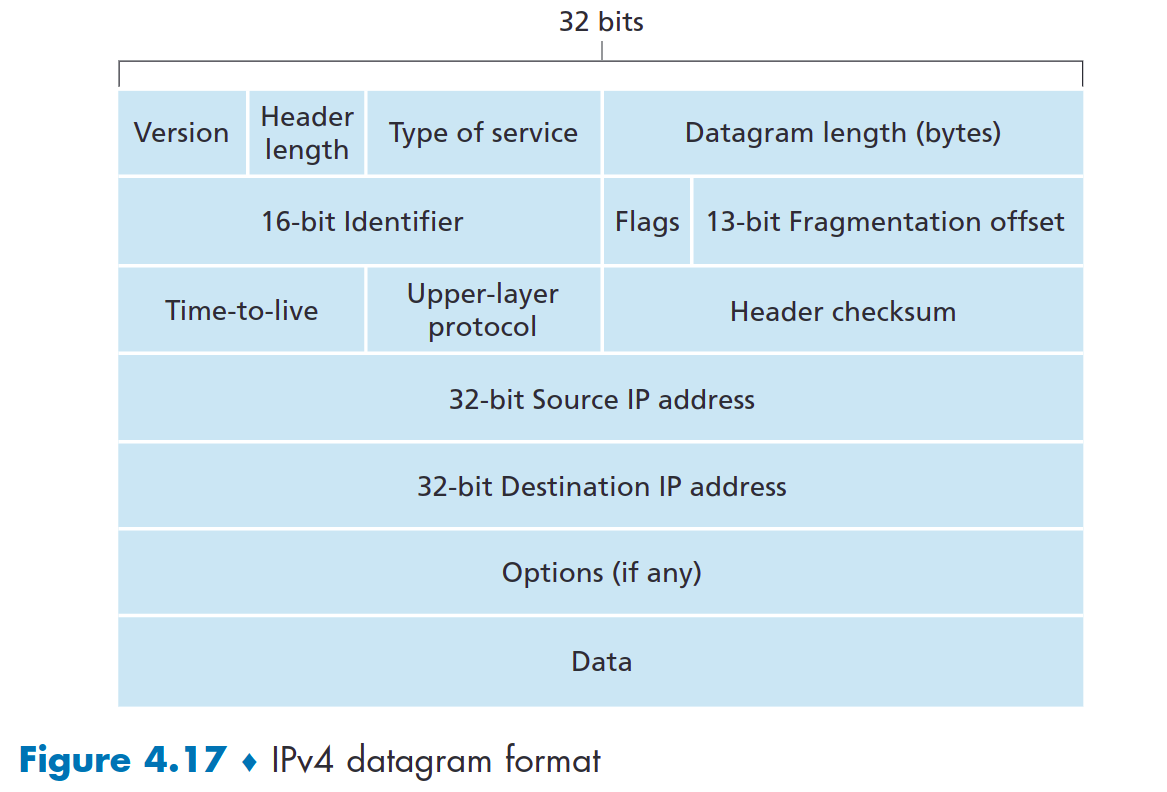 32 bits
Version
Header
length
Type of service
Datagram length (bytes)
16-bit Identifier
Flags
13-bit Fragmentation offset
Time-to-live
Upper-layer
protocol
Header checksum
32-bit Source IP address
32-bit Destination IP address
Options (if any)
Data
Figure 4.17 ♦ IPv4 datagram format